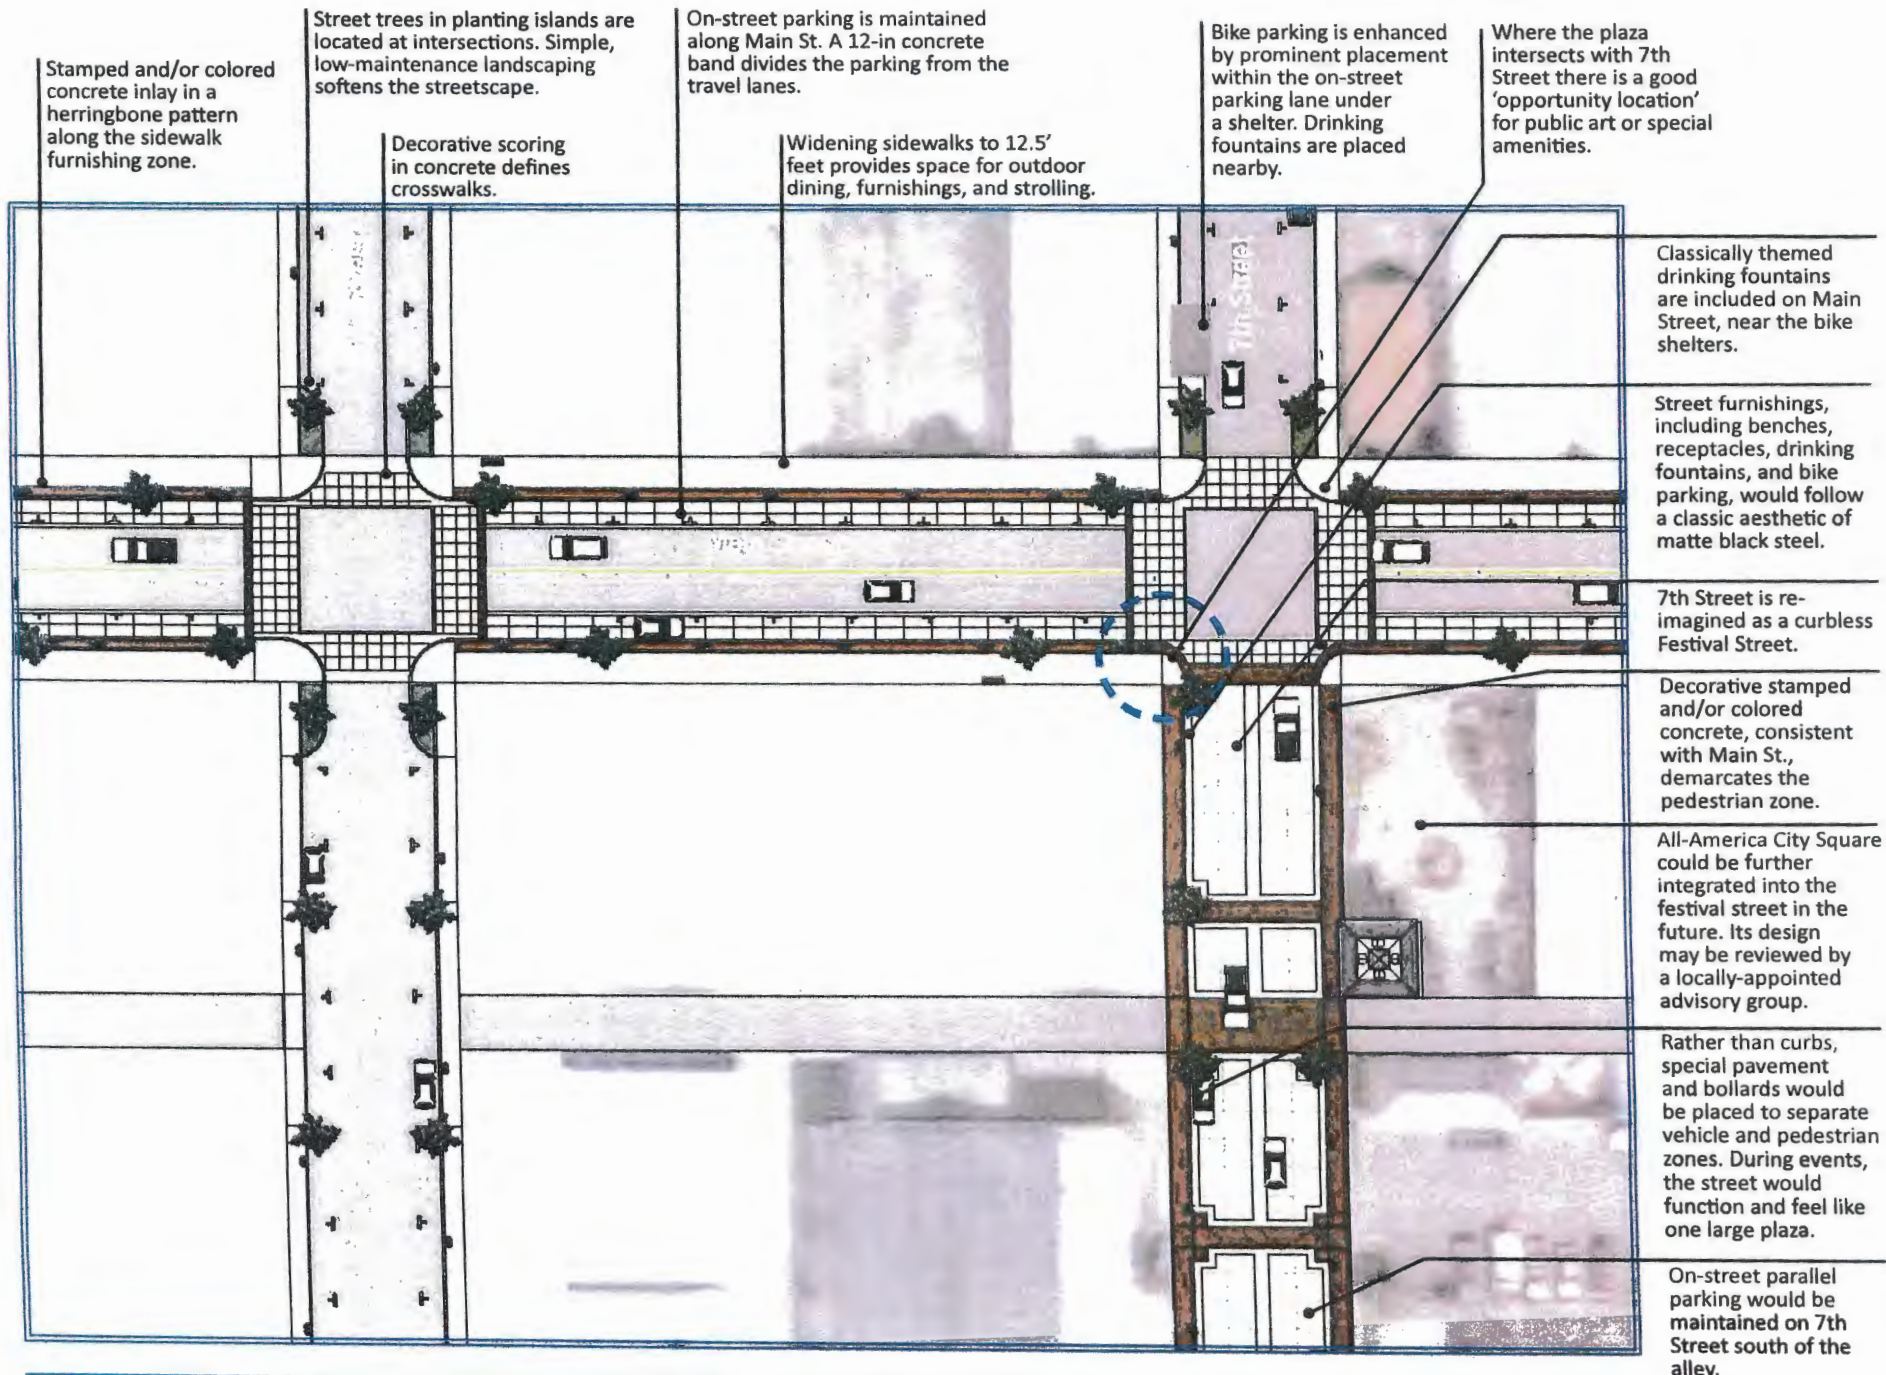 Stamped and/or colored
concrete inlay in a
herringbone pattern
along the sidewalk
furnishing zone.
Street trees in planting islands are
located at intersections. Simple,
low-maintenance landscaping
softens the streetscape.
Decorative scoring
in concrete defines
crosswalks.
On-street parking is maintained
along Main St. A 12-in concrete
band divides the parking from the
travel lanes.
Widening sidewalks to 12.5'
feet provides space for outdoor
dining, furnishings, and strolling.
Bike parking is enhanced
by prominent placement
within the on-street
parking lane under
a shelter. Drinking
fountains are placed
nearby.
Where the plaza
intersects with 7th
Street there is a good
‘opportunity location’
for public art or special
amenities.
Classically themed
drinking fountains
are included on Main
Street, near the bike
shelters.
Street furnishings,
including benches,
receptacles, drinking
fountains, and bike
parking, would follow
a classic aesthetic of
matte black steel.
7th Street is re-
imagined as a curbless
Festival Street.
Decorative stamped
and/or colored
concrete, consistent
with Main St.,
demarcates the
pedestrian zone.
All-America City Square
could be further
integrated into the
festival street in the
future. Its design
may be reviewed by
a locally-appointed
advisory group.
Rather than curbs,
special pavement
and bollards would
be placed to separate
vehicle and pedestrian
zones. During events,
the street would
function and feel like
one large plaza.
On-street parallel
parking would be
maintained on 7th
Street south of the
alley.
7th Street